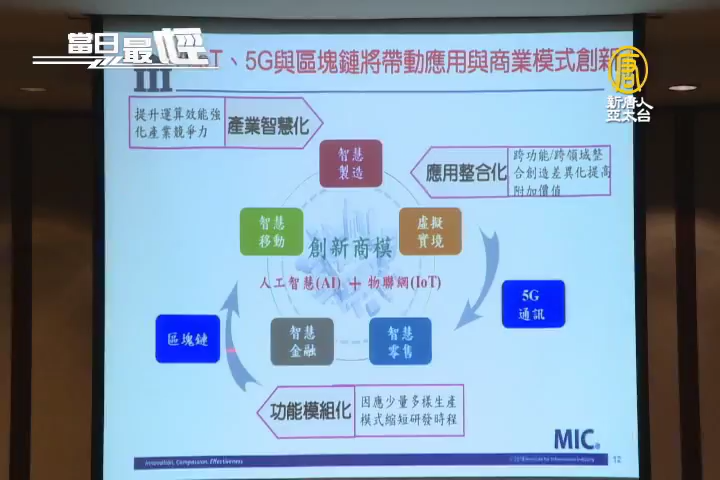 當日最經
T、5G與區塊鏈將帶動應用與商業模式創新
III
新唐人
亞太台
提升運算效能強
化產業競爭力
產業智慧化
智慧
製造
應用整合化
跨功能/跨領域整
合創造差異化提高
附加價值
智慧
移動
虛擬
實境
創新商模
人工智慧(AI) + 物聯網(IoT)
5G
通訊
區塊鏈
智慧
金融
智慧
零售
功能模組化
因應少量多樣生產
模式縮短研發時程
MIC
Innovation, Compassion, Effectiveness
12